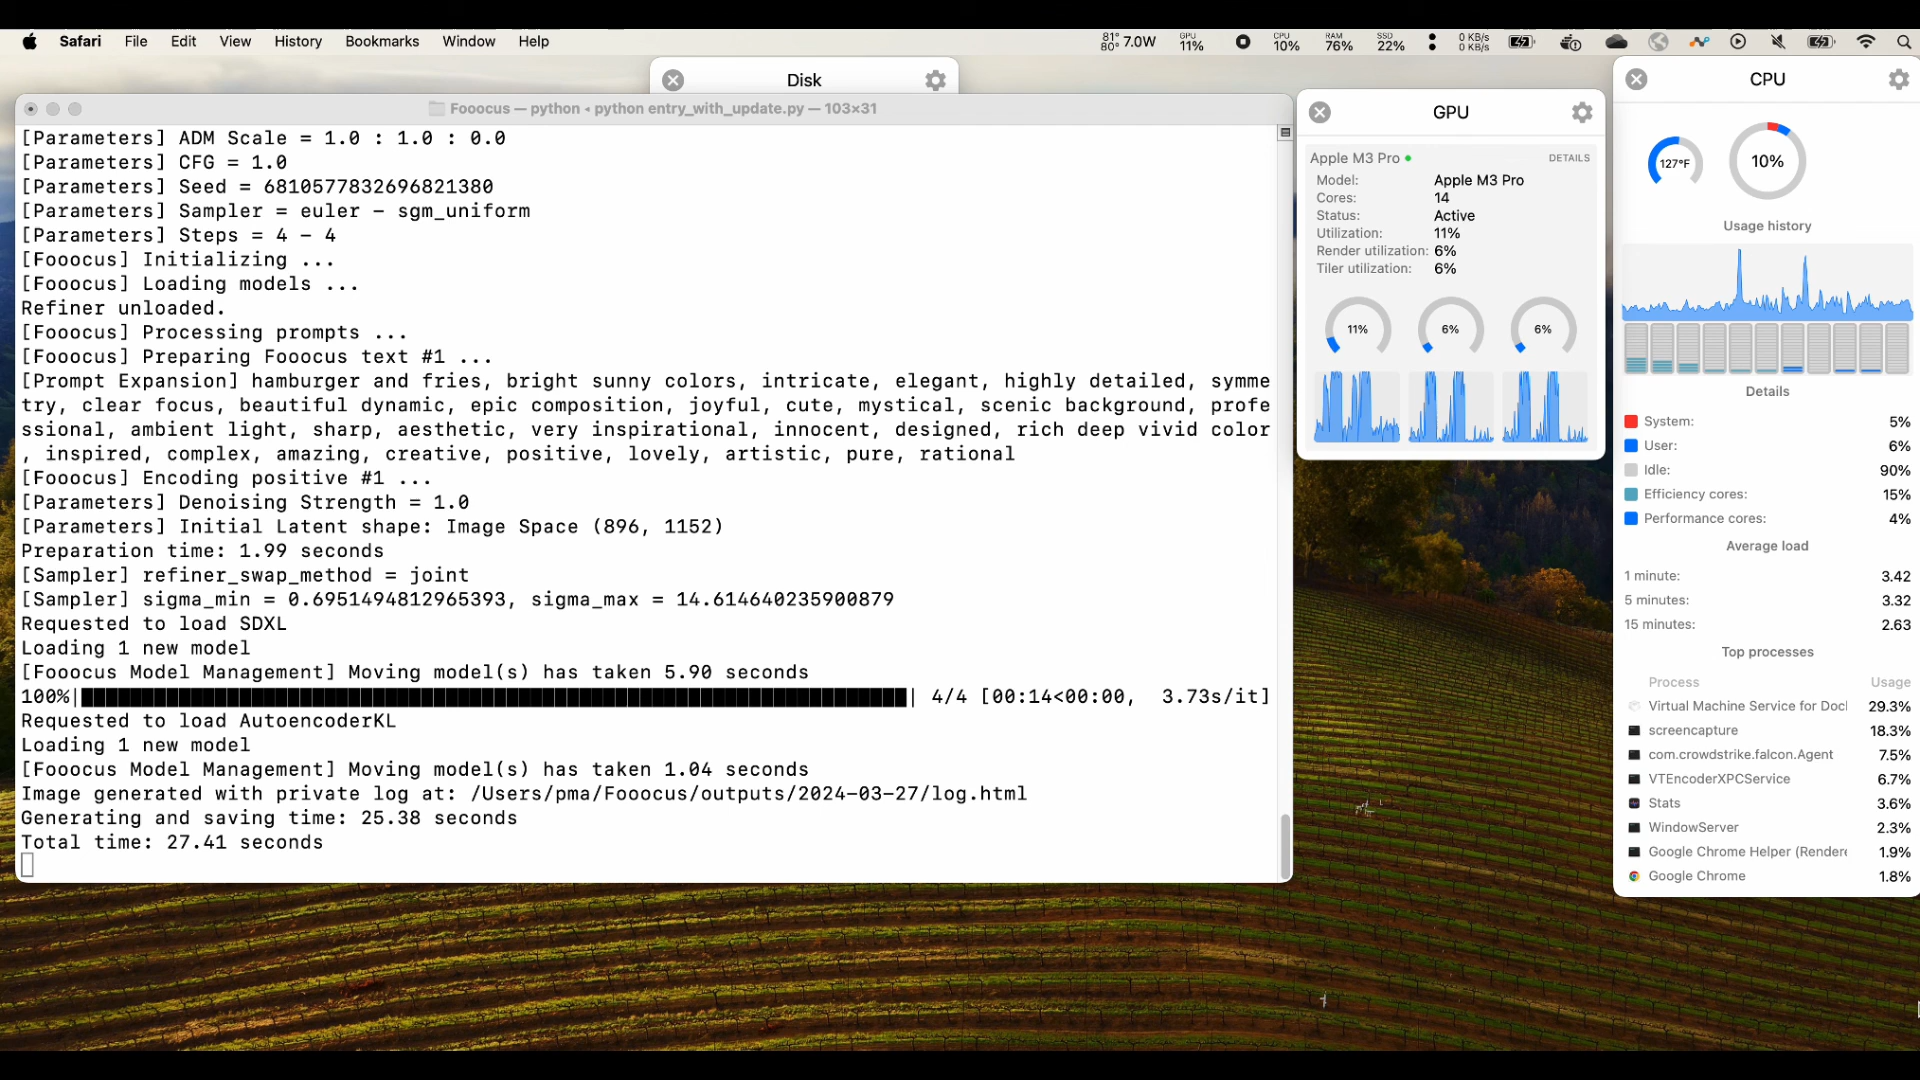 Safari File Edit View History Bookmarks Window Help
81° 80° 7.0W GPU 11% CPU 10% RAM 76% SSD 22% 0 KB/s 0 KB/s
Disk
Fooocus — python ◂ python entry_with_update.py — 103×31
[Parameters] ADM Scale = 1.0 : 1.0 : 0.0
[Parameters] CFG = 1.0
[Parameters] Seed = 6810577832696821380
[Parameters] Sampler = euler - sgm_uniform
[Parameters] Steps = 4 - 4
[Fooocus] Initializing ...
[Fooocus] Loading models ...
Refiner unloaded.
[Fooocus] Processing prompts ...
[Fooocus] Preparing Fooocus text #1 ...
[Prompt Expansion] hamburger and fries, bright sunny colors, intricate, elegant, highly detailed, symme
try, clear focus, beautiful dynamic, epic composition, joyful, cute, mystical, scenic background, profe
ssional, ambient light, sharp, aesthetic, very inspirational, innocent, designed, rich deep vivid color
, inspired, complex, amazing, creative, positive, lovely, artistic, pure, rational
[Fooocus] Encoding positive #1 ...
[Parameters] Denoising Strength = 1.0
[Parameters] Initial Latent shape: Image Space (896, 1152)
Preparation time: 1.99 seconds
[Sampler] refiner_swap_method = joint
[Sampler] sigma_min = 0.6951494812965393, sigma_max = 14.614640235900879
Requested to load SDXL
Loading 1 new model
[Fooocus Model Management] Moving model(s) has taken 5.90 seconds
100%| | 4/4 [00:14<00:00, 3.73s/it]
Requested to load AutoencoderKL
Loading 1 new model
[Fooocus Model Management] Moving model(s) has taken 1.04 seconds
Image generated with private log at: /Users/pma/Fooocus/outputs/2024-03-27/log.html
Generating and saving time: 25.38 seconds
Total time: 27.41 seconds
GPU
Apple M3 Pro DETAILS
Model: Apple M3 Pro
Cores: 14
Status: Active
Utilization: 11%
Render utilization: 6%
Tiler utilization: 6%
11% 6% 6%
CPU
127°F 10%
Usage history
Details
System: 5%
User: 6%
Idle: 90%
Efficiency cores: 15%
Performance cores: 4%
Average load
1 minute: 3.42
5 minutes: 3.32
15 minutes: 2.63
Top processes
Process Usage
Virtual Machine Service for Doc 29.3%
screencapture 18.3%
com.crowdstrike.falcon.Agent 7.5%
VTEncoderXPCService 6.7%
Stats 3.6%
WindowServer 2.3%
Google Chrome Helper (Render 1.9%
Google Chrome 1.8%